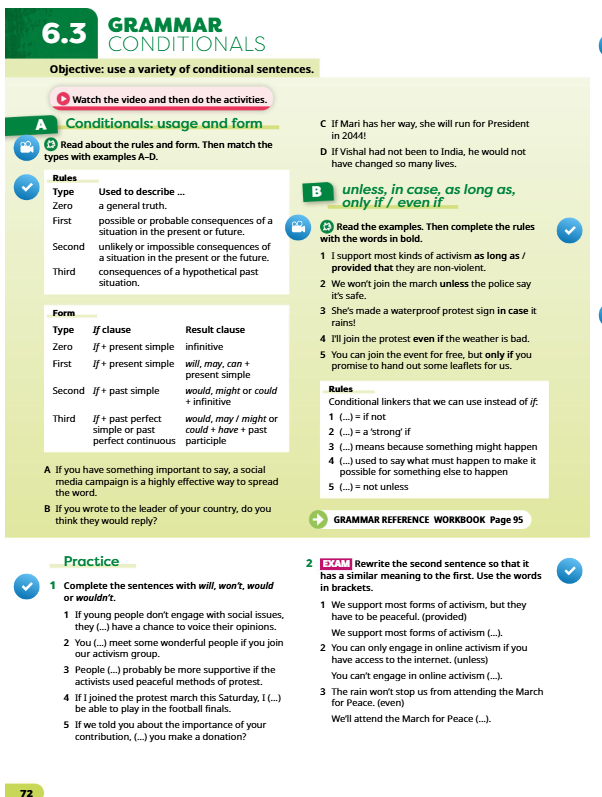 6.3
GRAMMAR
CONDITIONALS
Objective: use a variety of conditional sentences.
Watch the video and then do the activities.
A Conditionals: usage and form
Read about the rules and form. Then match the
types with examples A–D.
Rules
Type Used to describe ...
Zero a general truth.
First possible or probable consequences of a
situation in the present or future.
Second unlikely or impossible consequences of
a situation in the present or the future.
Third consequences of a hypothetical past
situation.
Form
Type If clause Result clause
Zero If + present simple infinitive
First If + present simple will, may, can +
present simple
Second If + past simple would, might or could
+ infinitive
Third If + past perfect would, may / might or
simple or past could + have + past
perfect continuous participle
A If you have something important to say, a social
media campaign is a highly effective way to spread
the word.
B If you wrote to the leader of your country, do you
think they would reply?
C If Mari has her way, she will run for President
in 2044!
D If Vishal had not been to India, he would not
have changed so many lives.
B unless, in case, as long as,
only if / even if
Read the examples. Then complete the rules
with the words in bold.
1 I support most kinds of activism as long as /
provided that they are non-violent.
2 We won't join the march unless the police say
it's safe.
3 She's made a waterproof protest sign in case it
rains!
4 I'll join the protest even if the weather is bad.
5 You can join the event for free, but only if you
promise to hand out some leaflets for us.
Rules
Conditional linkers that we can use instead of if:
1 (...) = if not
2 (...) = a 'strong' if
3 (...) means because something might happen
4 (...) used to say what must happen to make it
possible for something else to happen
5 (...) = not unless
GRAMMAR REFERENCE WORKBOOK Page 95
Practice
1 Complete the sentences with will, won't, would
or wouldn't.
1 If young people don't engage with social issues,
they (...) have a chance to voice their opinions.
2 You (...) meet some wonderful people if you join
our activism group.
3 People (...) probably be more supportive if the
activists used peaceful methods of protest.
4 If I joined the protest march this Saturday, I (...)
be able to play in the football finals.
5 If we told you about the importance of your
contribution, (...) you make a donation?
2 EXAM Rewrite the second sentence so that it
has a similar meaning to the first. Use the words
in brackets.
1 We support most forms of activism, but they
have to be peaceful. (provided)
We support most forms of activism (...).
2 You can only engage in online activism if you
have access to the internet. (unless)
You can't engage in online activism (...).
3 The rain won't stop us from attending the March
for Peace. (even)
We'll attend the March for Peace (...).
72